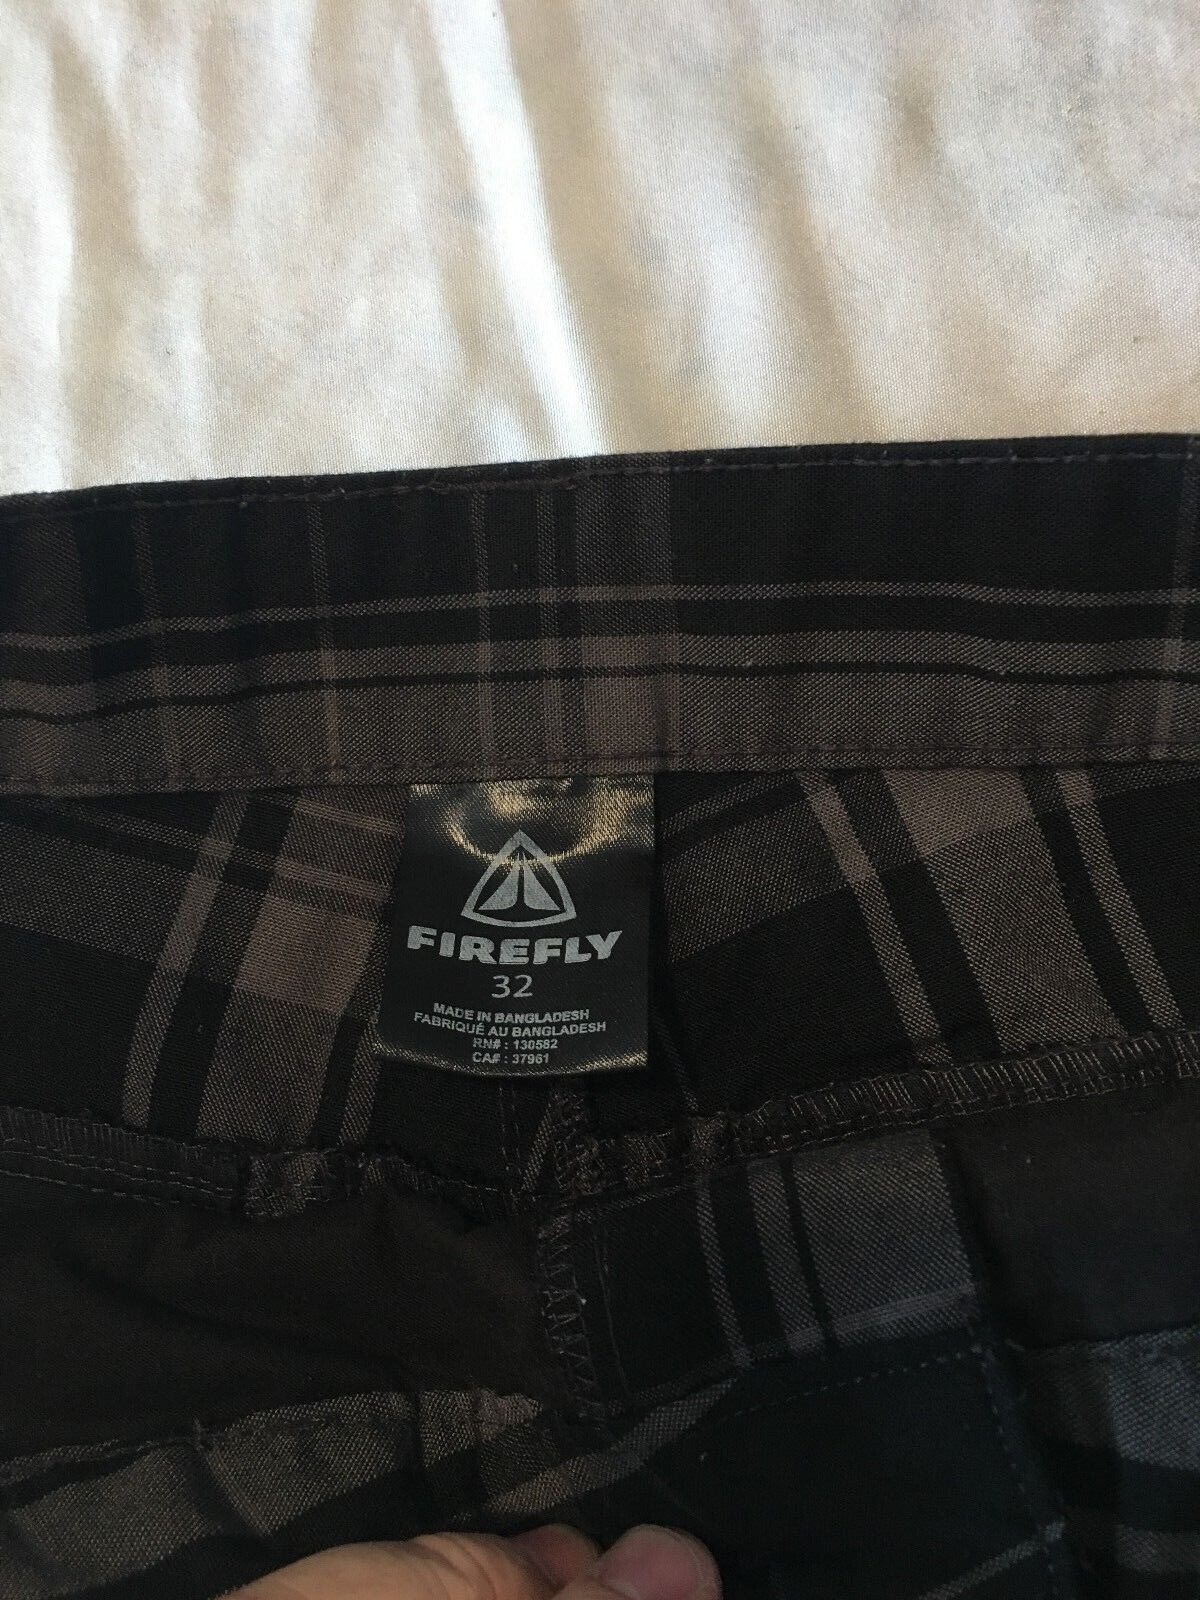 FIREFLY
32
MADE IN BANGLADESH
FABRIQUÉ AU BANGLADESH
RN# : 130582
CA# : 37961